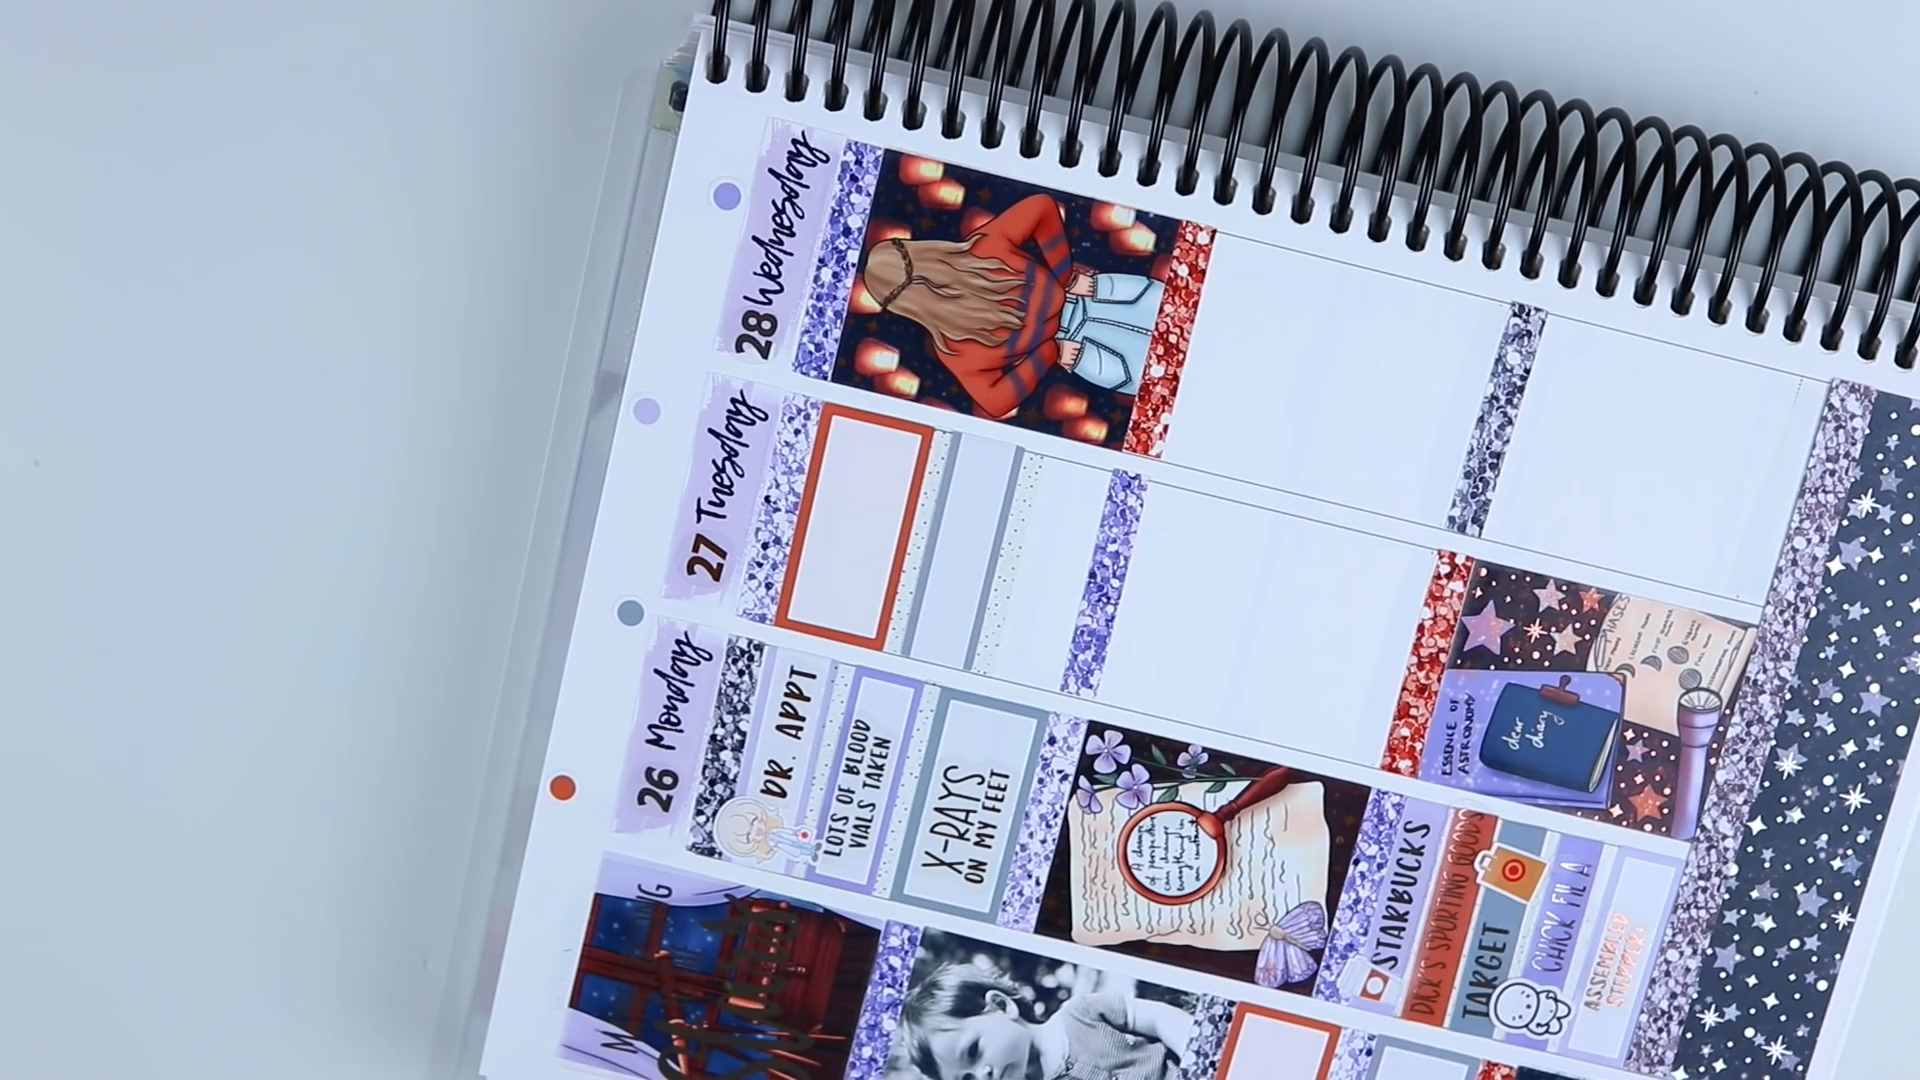 28 Wednesday
27 Tuesday
26 Monday
DR. APPT
LOTS OF BLOOD
VIALS TAKEN
X-RAYS
ON MY FEET
STARBUCKS
DICK'S SPORTING GOODS
TARGET
CHICK FIL A
ASSEMBLED
ESSENCE OF
ASTRONOMY
dear
diary
PHASES